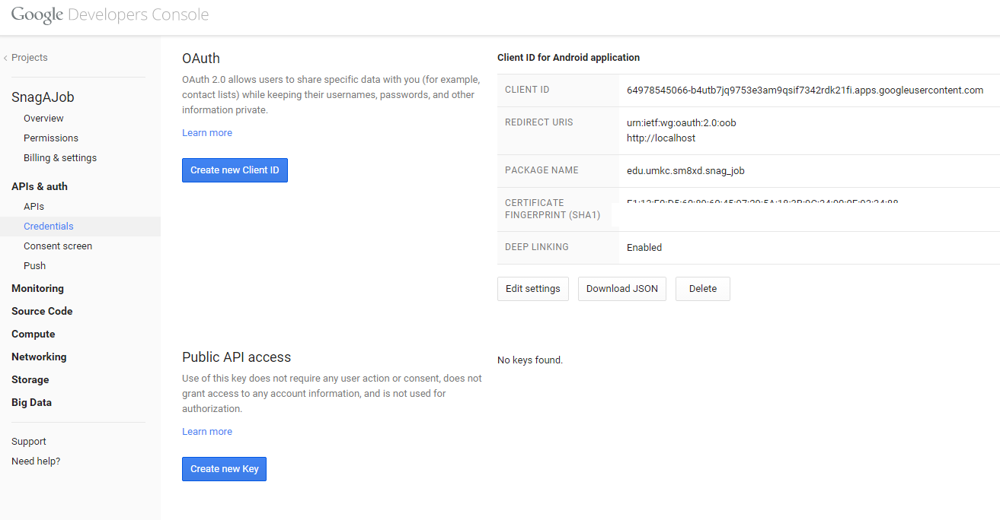 Google Developers Console
Projects
SnagAJob
Overview
Permissions
Billing & settings
APIs & auth
APIs
Credentials
Consent screen
Push
Monitoring
Source Code
Compute
Networking
Storage
Big Data
Support
Need help?
OAuth
OAuth 2.0 allows users to share specific data with you (for example,
contact lists) while keeping their usernames, passwords, and other
information private.
Learn more
Create new Client ID
Client ID for Android application
CLIENT ID
64978545066-b4utb7jq9753e3am9qsif7342rdk21fi.apps.googleusercontent.com
REDIRECT URIS
urn:ietf:wg:oauth:2.0:oob
http://localhost
PACKAGE NAME
edu.umkc.sm8xd.snag_job
CERTIFICATE
FINGERPRINT (SHA1)
DEEP LINKING
Enabled
Edit settings
Download JSON
Delete
Public API access
Use of this key does not require any user action or consent, does not
grant access to any account information, and is not used for
authorization.
Learn more
Create new Key
No keys found.